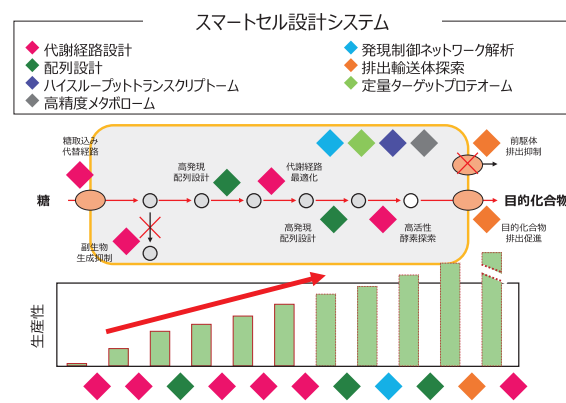 スマートセル設計システム
代謝経路設計
配列設計
ハイスループットトランスクリプトーム
高精度メタボローム
発現制御ネットワーク解析
排出輸送体探索
定量ターゲットプロテオーム
糖取込み
代替経路
高発現
配列設計
代謝経路
最適化
前駆体
排出抑制
糖
目的化合物
副生物
生成抑制
高発現
配列設計
高活性
酵素探索
目的化合物
排出促進
生産性